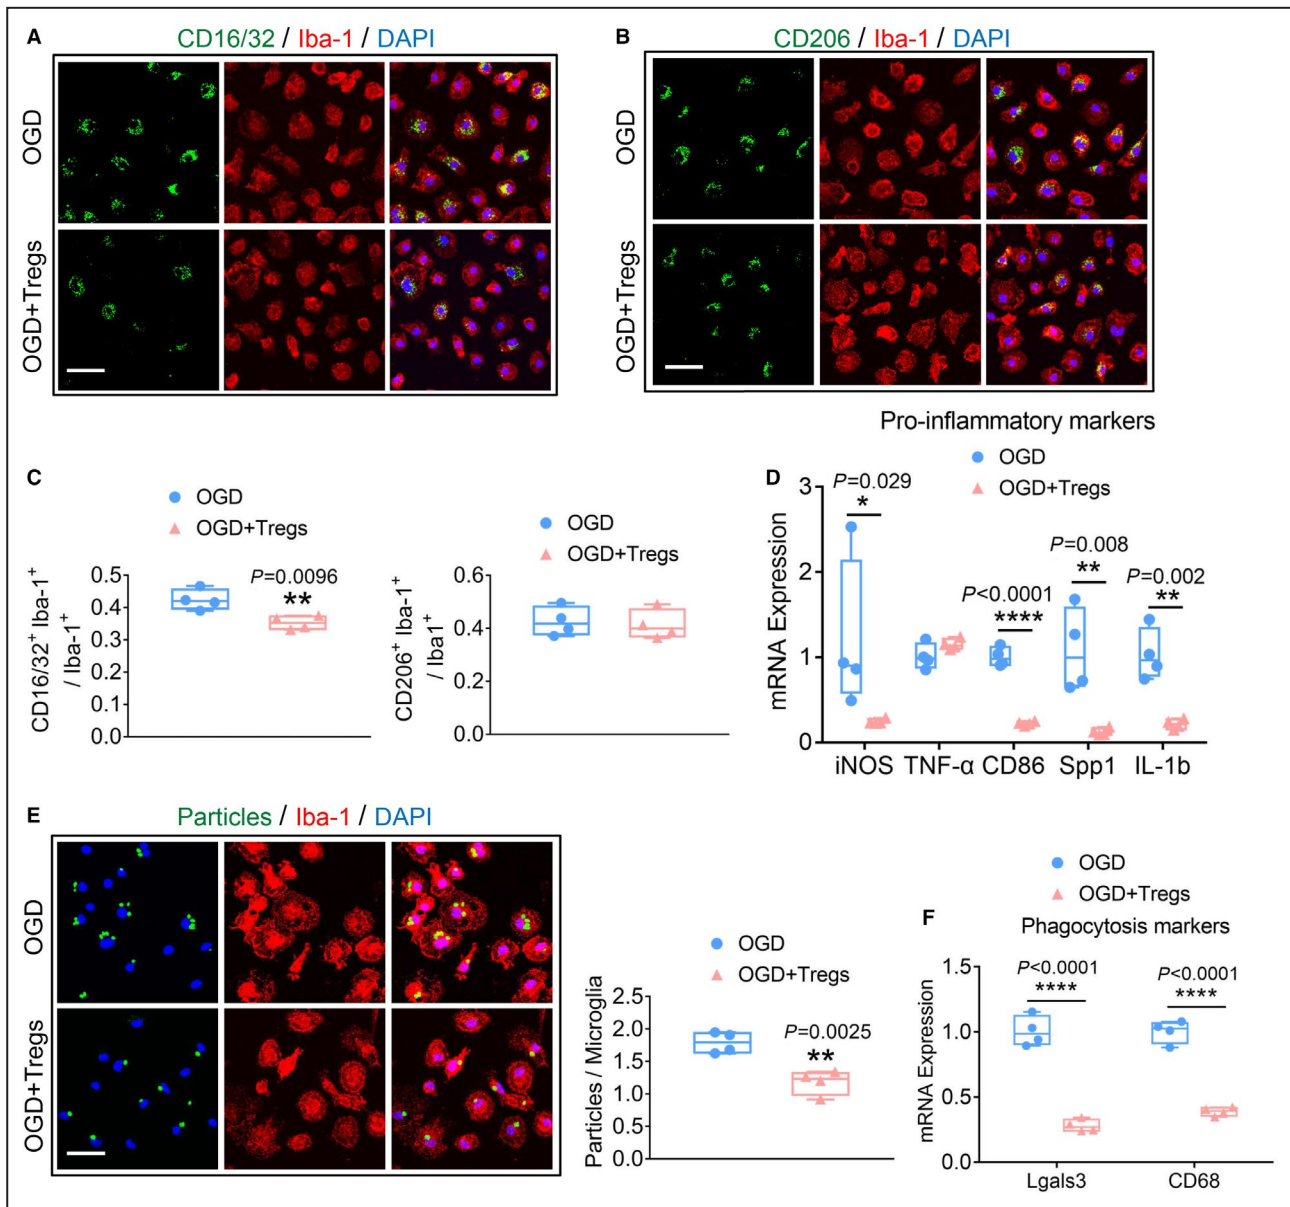 A
CD16/32 / Iba-1 / DAPI
OGD
OGD+Tregs
B
CD206 / Iba-1 / DAPI
OGD
OGD+Tregs
C
OGD
OGD+Tregs
P=0.0096
**
0.5
0.4
0.3
0.2
0.1
0.0
CD16/32⁺ Iba-1⁺
/ Iba-1⁺
OGD
OGD+Tregs
0.6
0.4
0.2
0.0
CD206⁺ Iba-1⁺
/ Iba1⁺
Pro-inflammatory markers
D
OGD
OGD+Tregs
P=0.029
*
<0.0001
****
P=0.008
**
P=0.002
**
3
2
1
0
mRNA Expression
iNOS TNF-α CD86 Spp1 IL-1b
E
Particles / Iba-1 / DAPI
OGD
OGD+Tregs
OGD
OGD+Tregs
P=0.0025
**
2.5
2.0
1.5
1.0
0.5
0.0
Particles / Microglia
F
OGD
OGD+Tregs
Phagocytosis markers
P<0.0001
****
P<0.0001
****
1.5
1.0
0.5
0.0
mRNA Expression
Lgals3 CD68